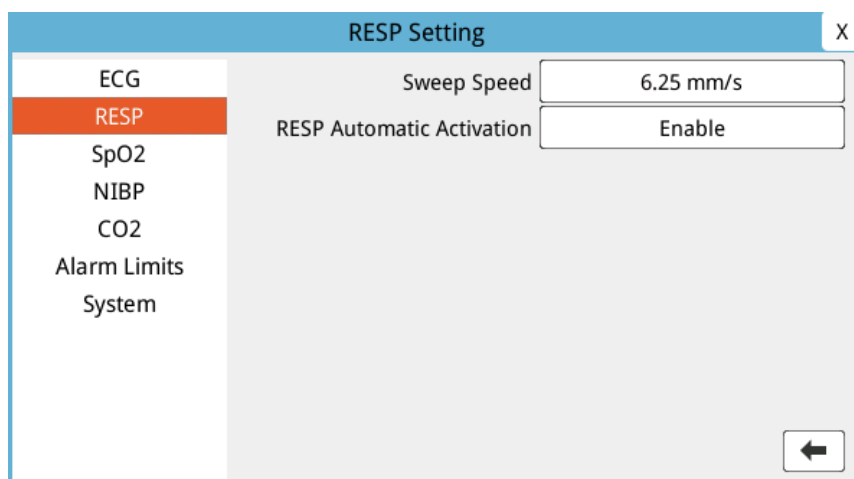 RESP Setting
X
ECG
RESP
SpO2
NIBP
CO2
Alarm Limits
System
Sweep Speed 6.25 mm/s
RESP Automatic Activation Enable